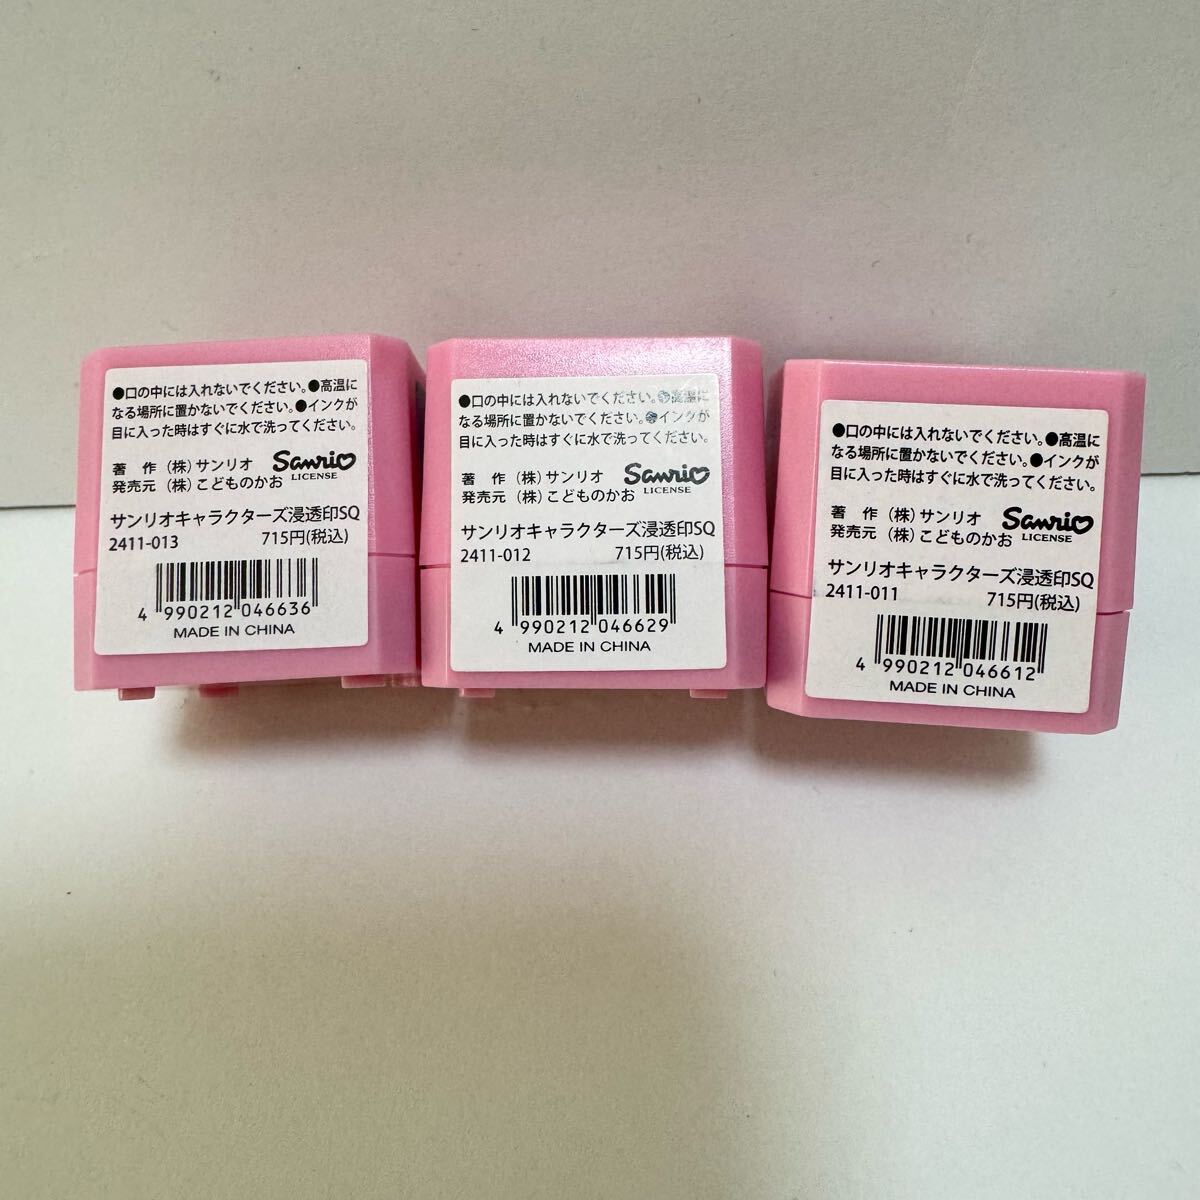 ●口の中には入れないでください。●高温に
なる場所に置かないでください。●インクが
目に入った時はすぐに水で洗ってください。
著 作 (株) サンリオ
発売元 (株) こどものかお
Sanrio
LICENSE
サンリオキャラクターズ浸透印SQ
2411-013 715円(税込)
4 990212 046636
MADE IN CHINA
●口の中には入れないでください。●高温に
なる場所に置かないでください。●インクが
目に入った時はすぐに水で洗ってください。
著 作 (株) サンリオ
発売元 (株) こどものかお
Sanrio
LICENSE
サンリオキャラクターズ浸透印SQ
2411-012 715円(税込)
4 990212 046629
MADE IN CHINA
●口の中には入れないでください。●高温に
なる場所に置かないでください。●インクが
目に入った時はすぐに水で洗ってください。
著 作 (株) サンリオ
発売元 (株) こどものかお
Sanrio
LICENSE
サンリオキャラクターズ浸透印SQ
2411-011 715円(税込)
4 990212 046612
MADE IN CHINA